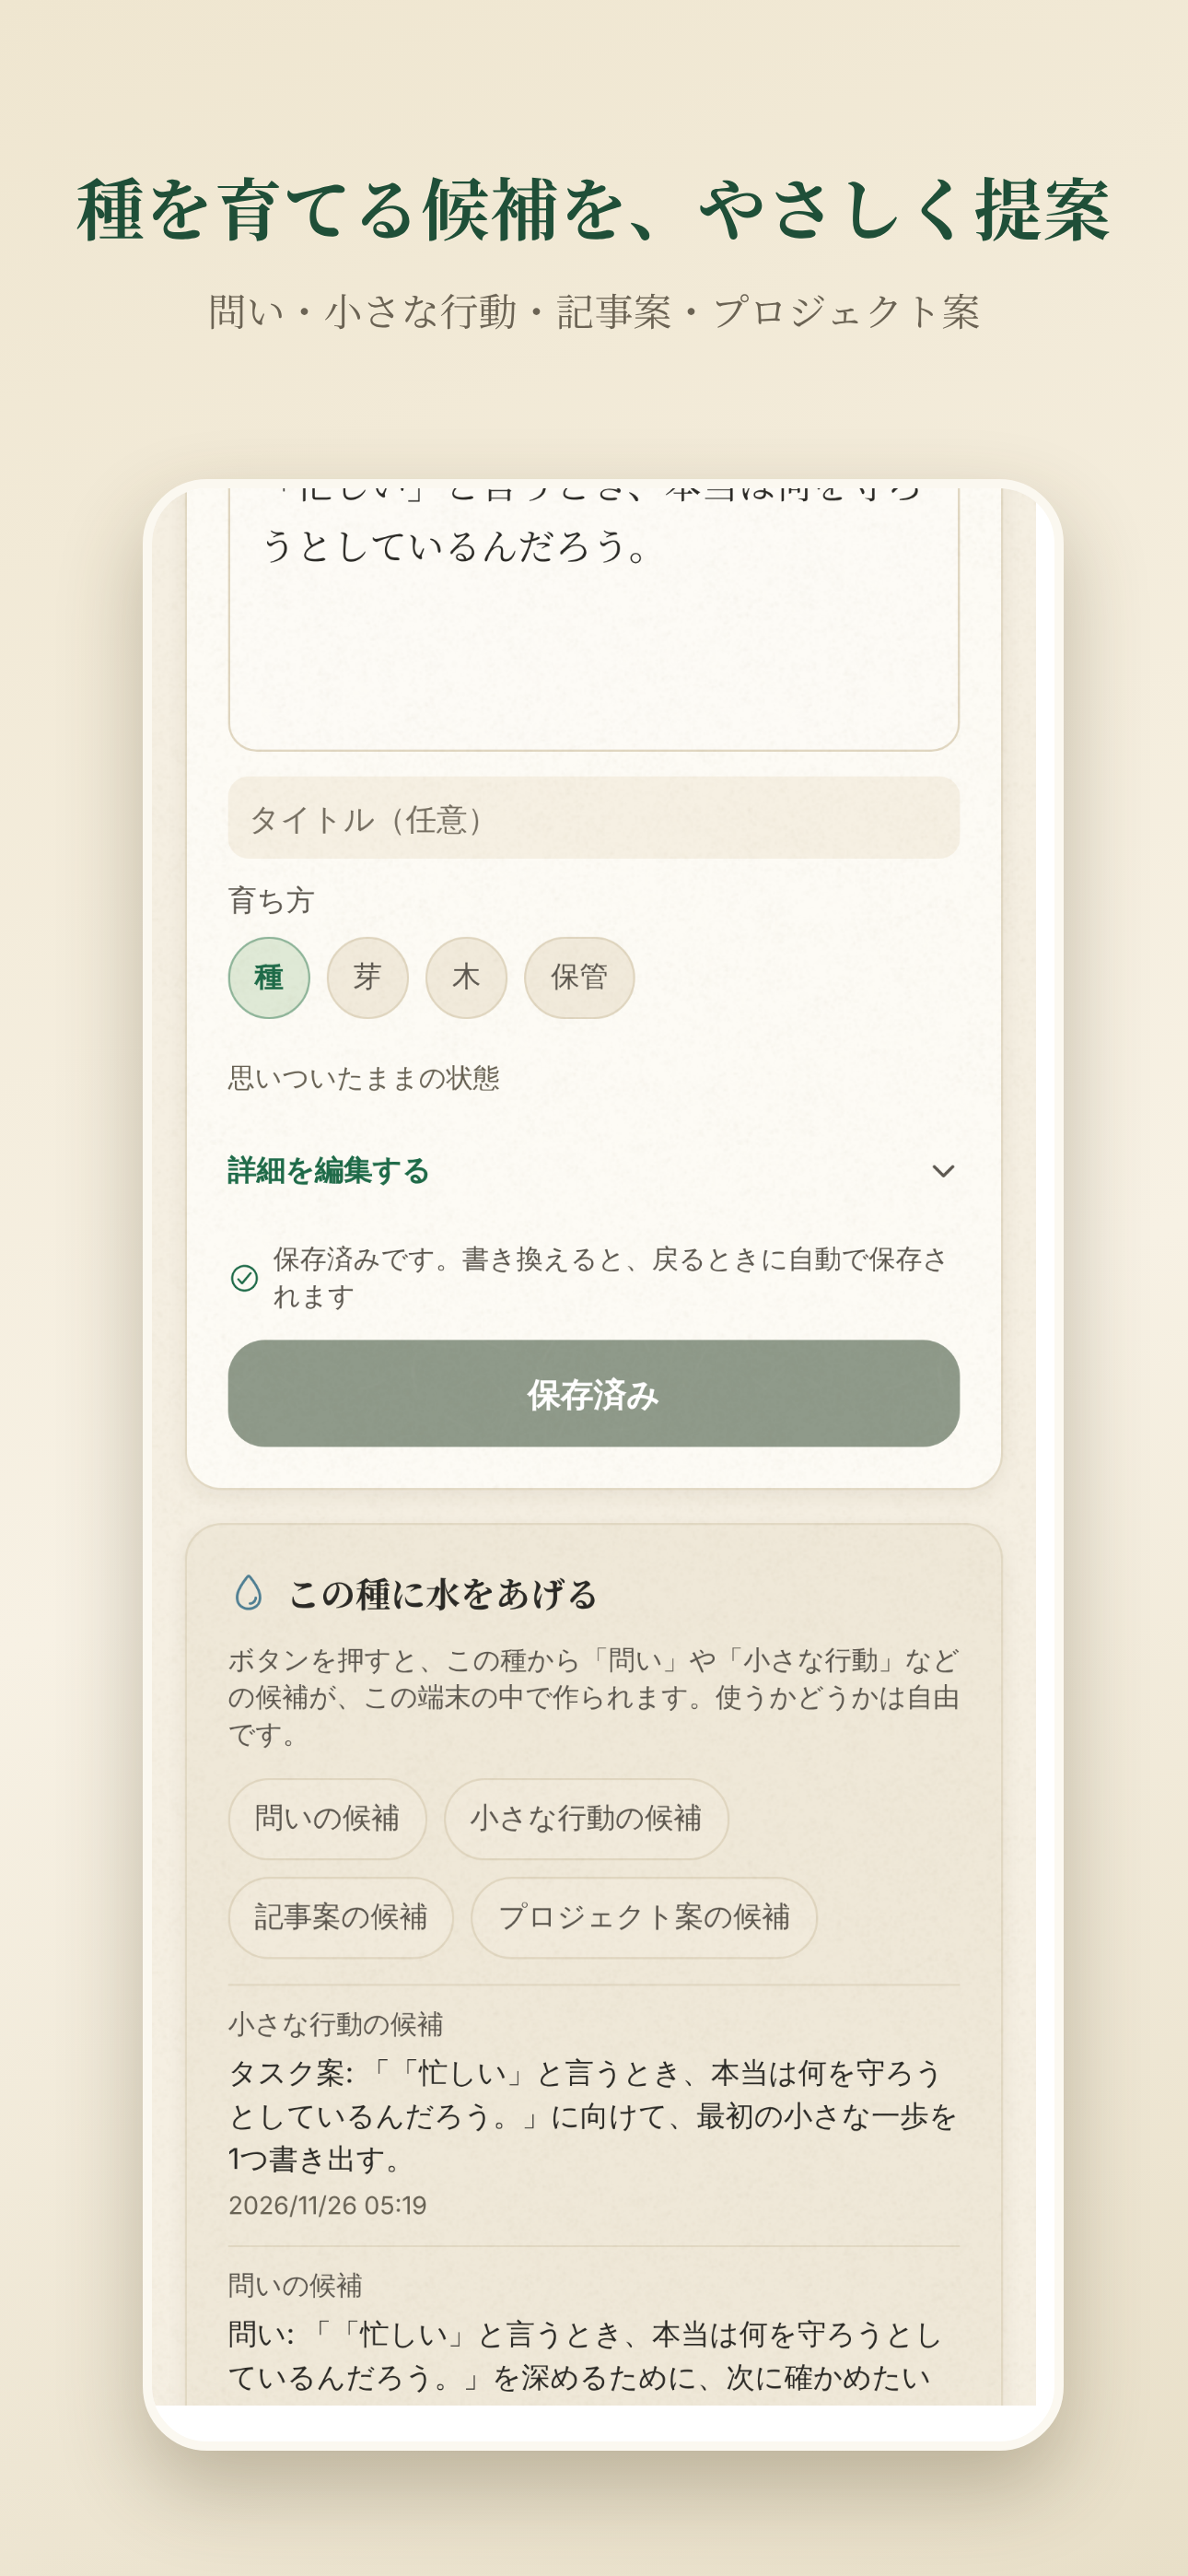 種を育てる候補を、やさしく提案
問い・小さな行動・記事案・プロジェクト案
「忙しい」と言うとき、本当は何を守ろ
うとしているんだろう。
タイトル（任意）
育ち方
種 芽 木 保管
思いついたままの状態
詳細を編集する
保存済みです。書き換えると、戻るときに自動で保存さ
れます
保存済み
この種に水をあげる
ボタンを押すと、この種から「問い」や「小さな行動」など
の候補が、この端末の中で作られます。使うかどうかは自由
です。
問いの候補 小さな行動の候補
記事案の候補 プロジェクト案の候補
小さな行動の候補
タスク案: 「「忙しい」と言うとき、本当は何を守ろう
としているんだろう。」に向けて、最初の小さな一歩を
1つ書き出す。
2026/11/26 05:19
問いの候補
問い: 「「忙しい」と言うとき、本当は何を守ろうとし
ているんだろう。」を深めるために、次に確かめたい